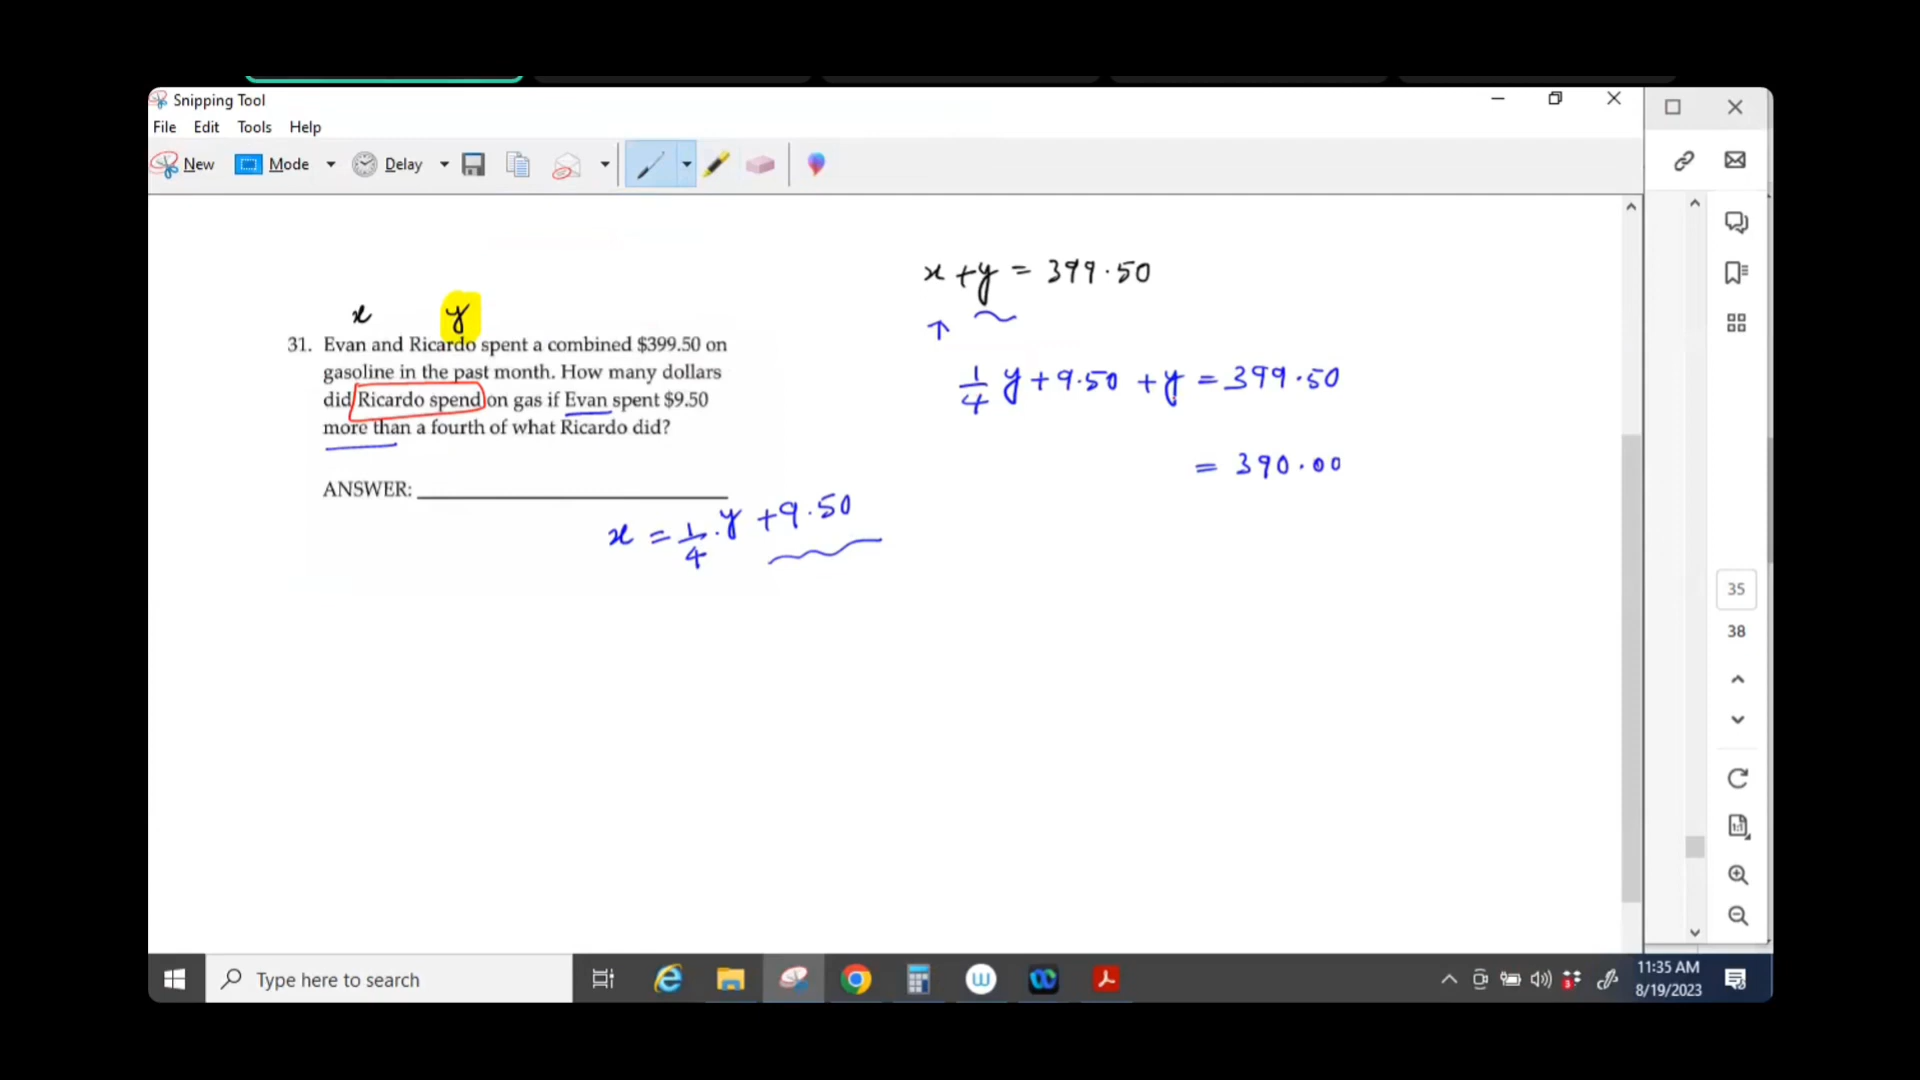 Snipping Tool
File Edit Tools Help
New Mode Delay
x + y = 399.50
x y
31. Evan and Ricardo spent a combined $399.50 on
gasoline in the past month. How many dollars
did Ricardo spend on gas if Evan spent $9.50
more than a fourth of what Ricardo did?
1/4 y + 9.50 + y = 399.50
= 390.00
ANSWER:
x = 1/4 · y + 9.50
35
38
Type here to search
11:35 AM
8/19/2023